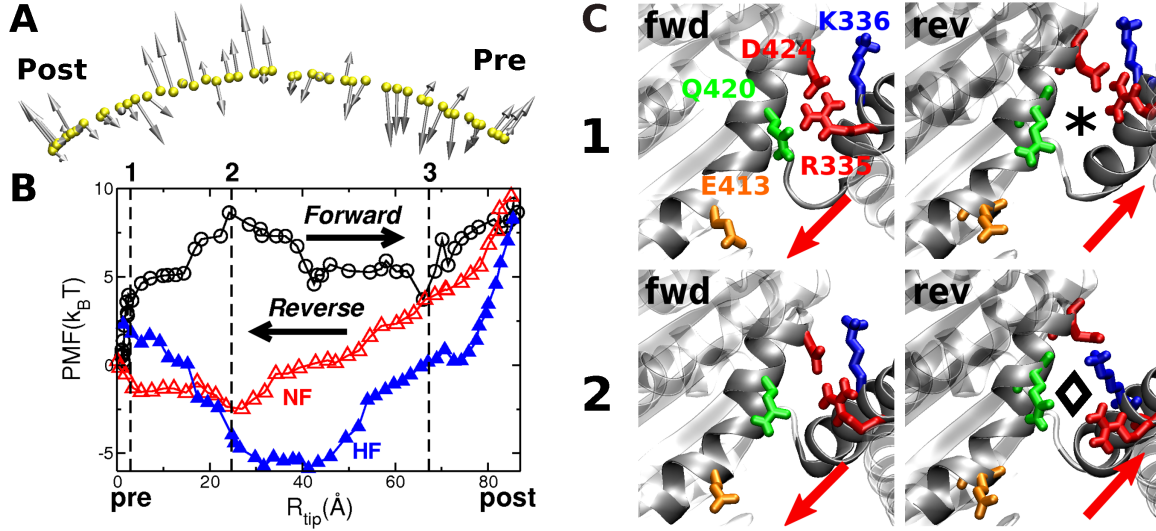 A
Post
Pre
B
1
2
3
10
5
0
-5
PMF(k_BT)
Forward
Reverse
NF
HF
0
20
40
60
80
pre
post
R_tip(Å)
C
fwd
K336
D424
Q420
R335
E413
rev
*
1
fwd
rev
◊
2